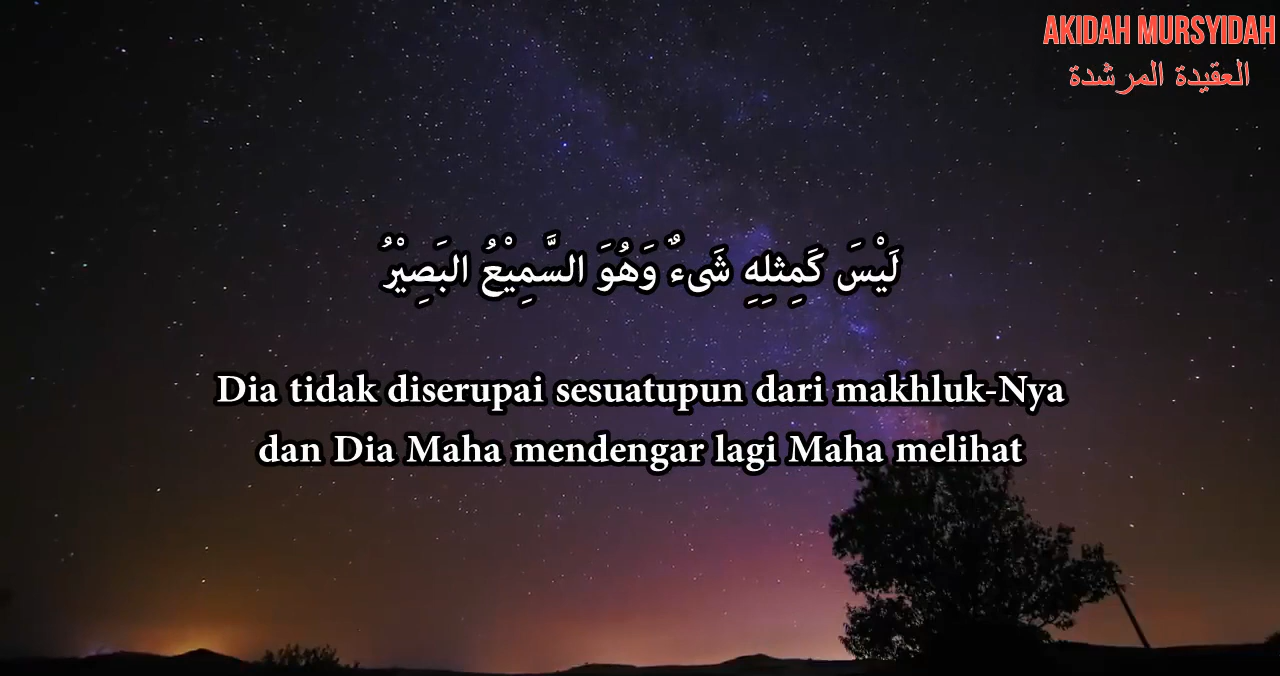 AKIDAH MURSYIDAH
العقيدة المرشدة
لَيْسَ كَمِثلِهِ شَىءٌ وَهُوَ السَّمِيْعُ البَصِيْرُ
Dia tidak diserupai sesuatupun dari makhluk-Nya
dan Dia Maha mendengar lagi Maha melihat